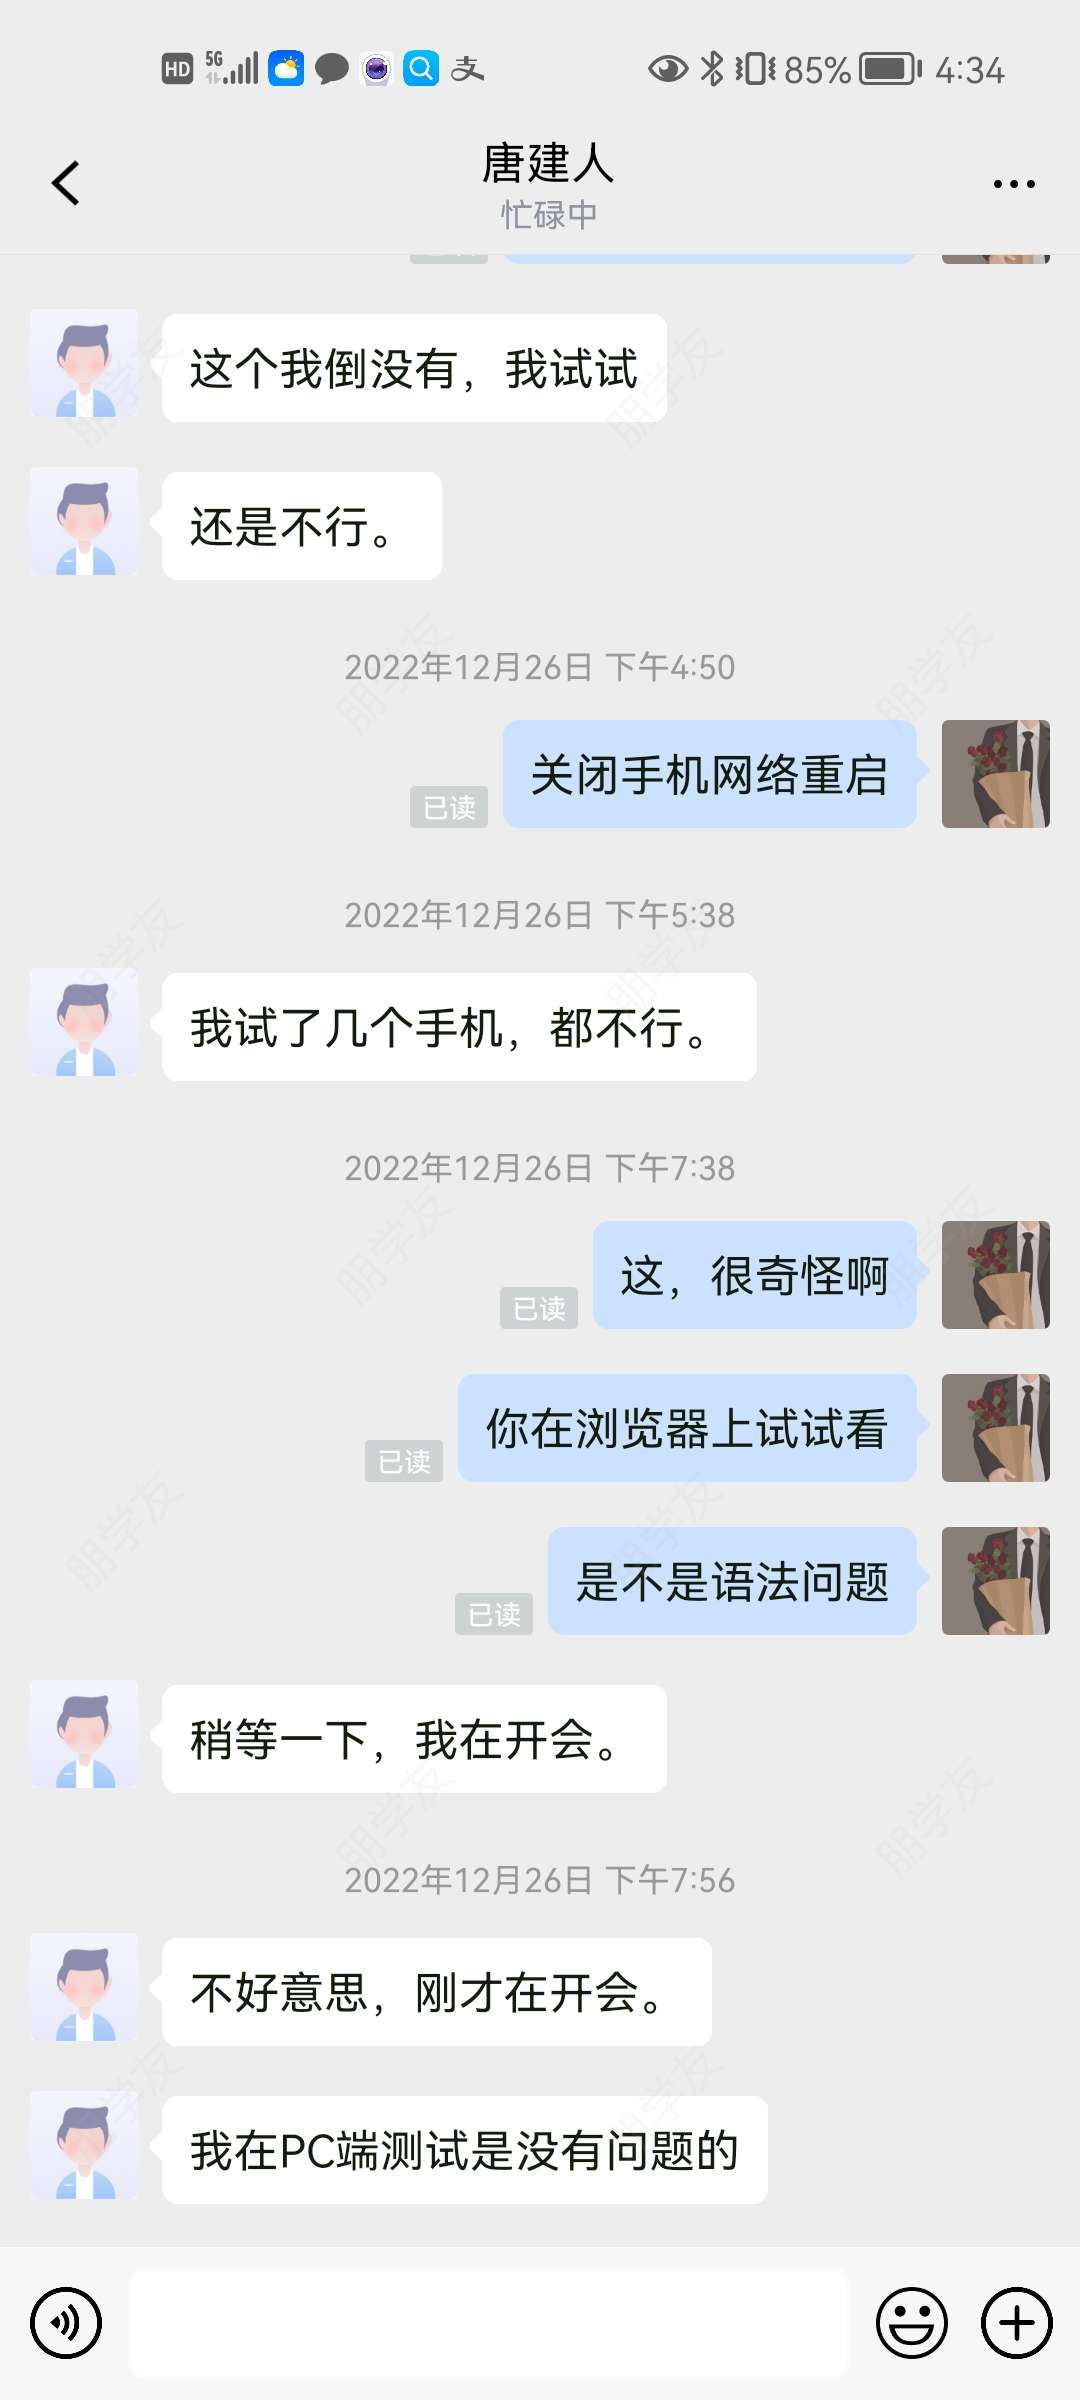 HD 5G 支 85% 4:34
唐建人
忙碌中
这个我倒没有，我试试
还是不行。
2022年12月26日 下午4:50
关闭手机网络重启
已读
2022年12月26日 下午5:38
我试了几个手机，都不行。
2022年12月26日 下午7:38
这，很奇怪啊
已读
你在浏览器上试试看
已读
是不是语法问题
已读
稍等一下，我在开会。
2022年12月26日 下午7:56
不好意思，刚才在开会。
我在PC端测试是没有问题的
朋学友